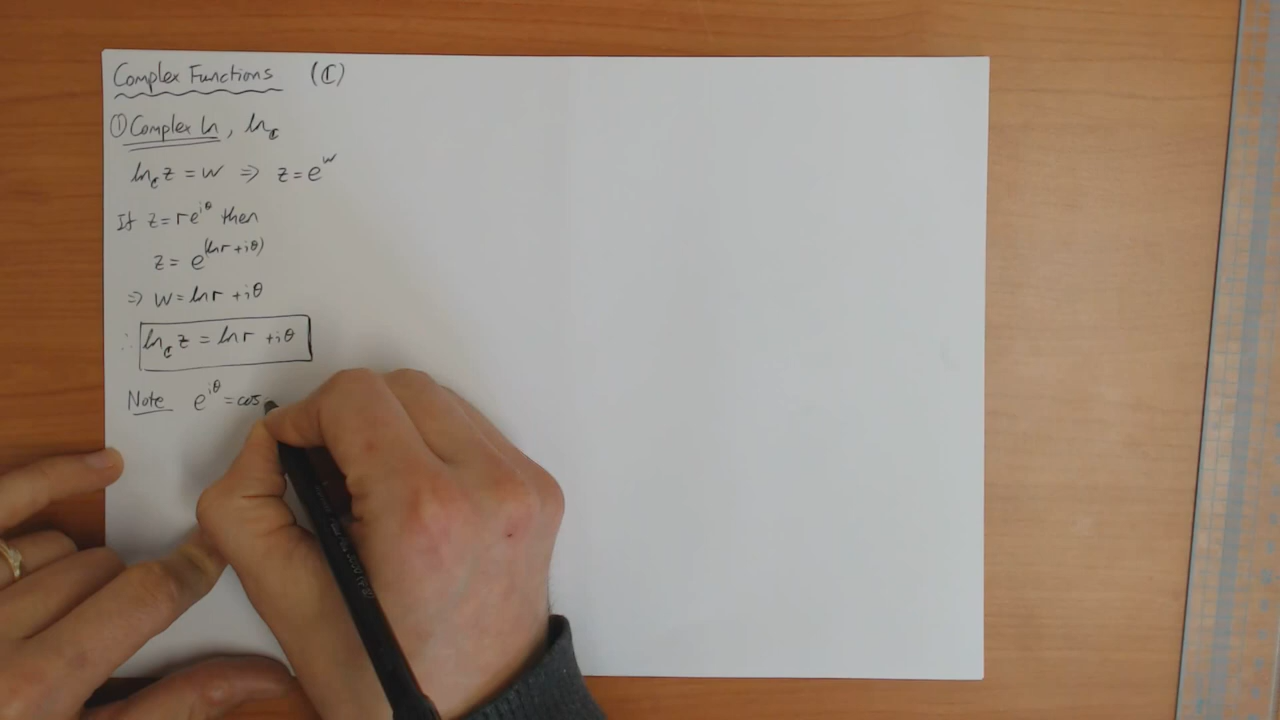 Complex Functions (ℂ)
① Complex ln, ln_ℂ
ln_ℂ z = w ⇒ z = e^w
If z = re^{iθ} then
z = e^{(ln r + iθ)}
⇒ w = ln r + iθ
∴ ln_ℂ z = ln r + iθ
Note e^{iθ} = cos